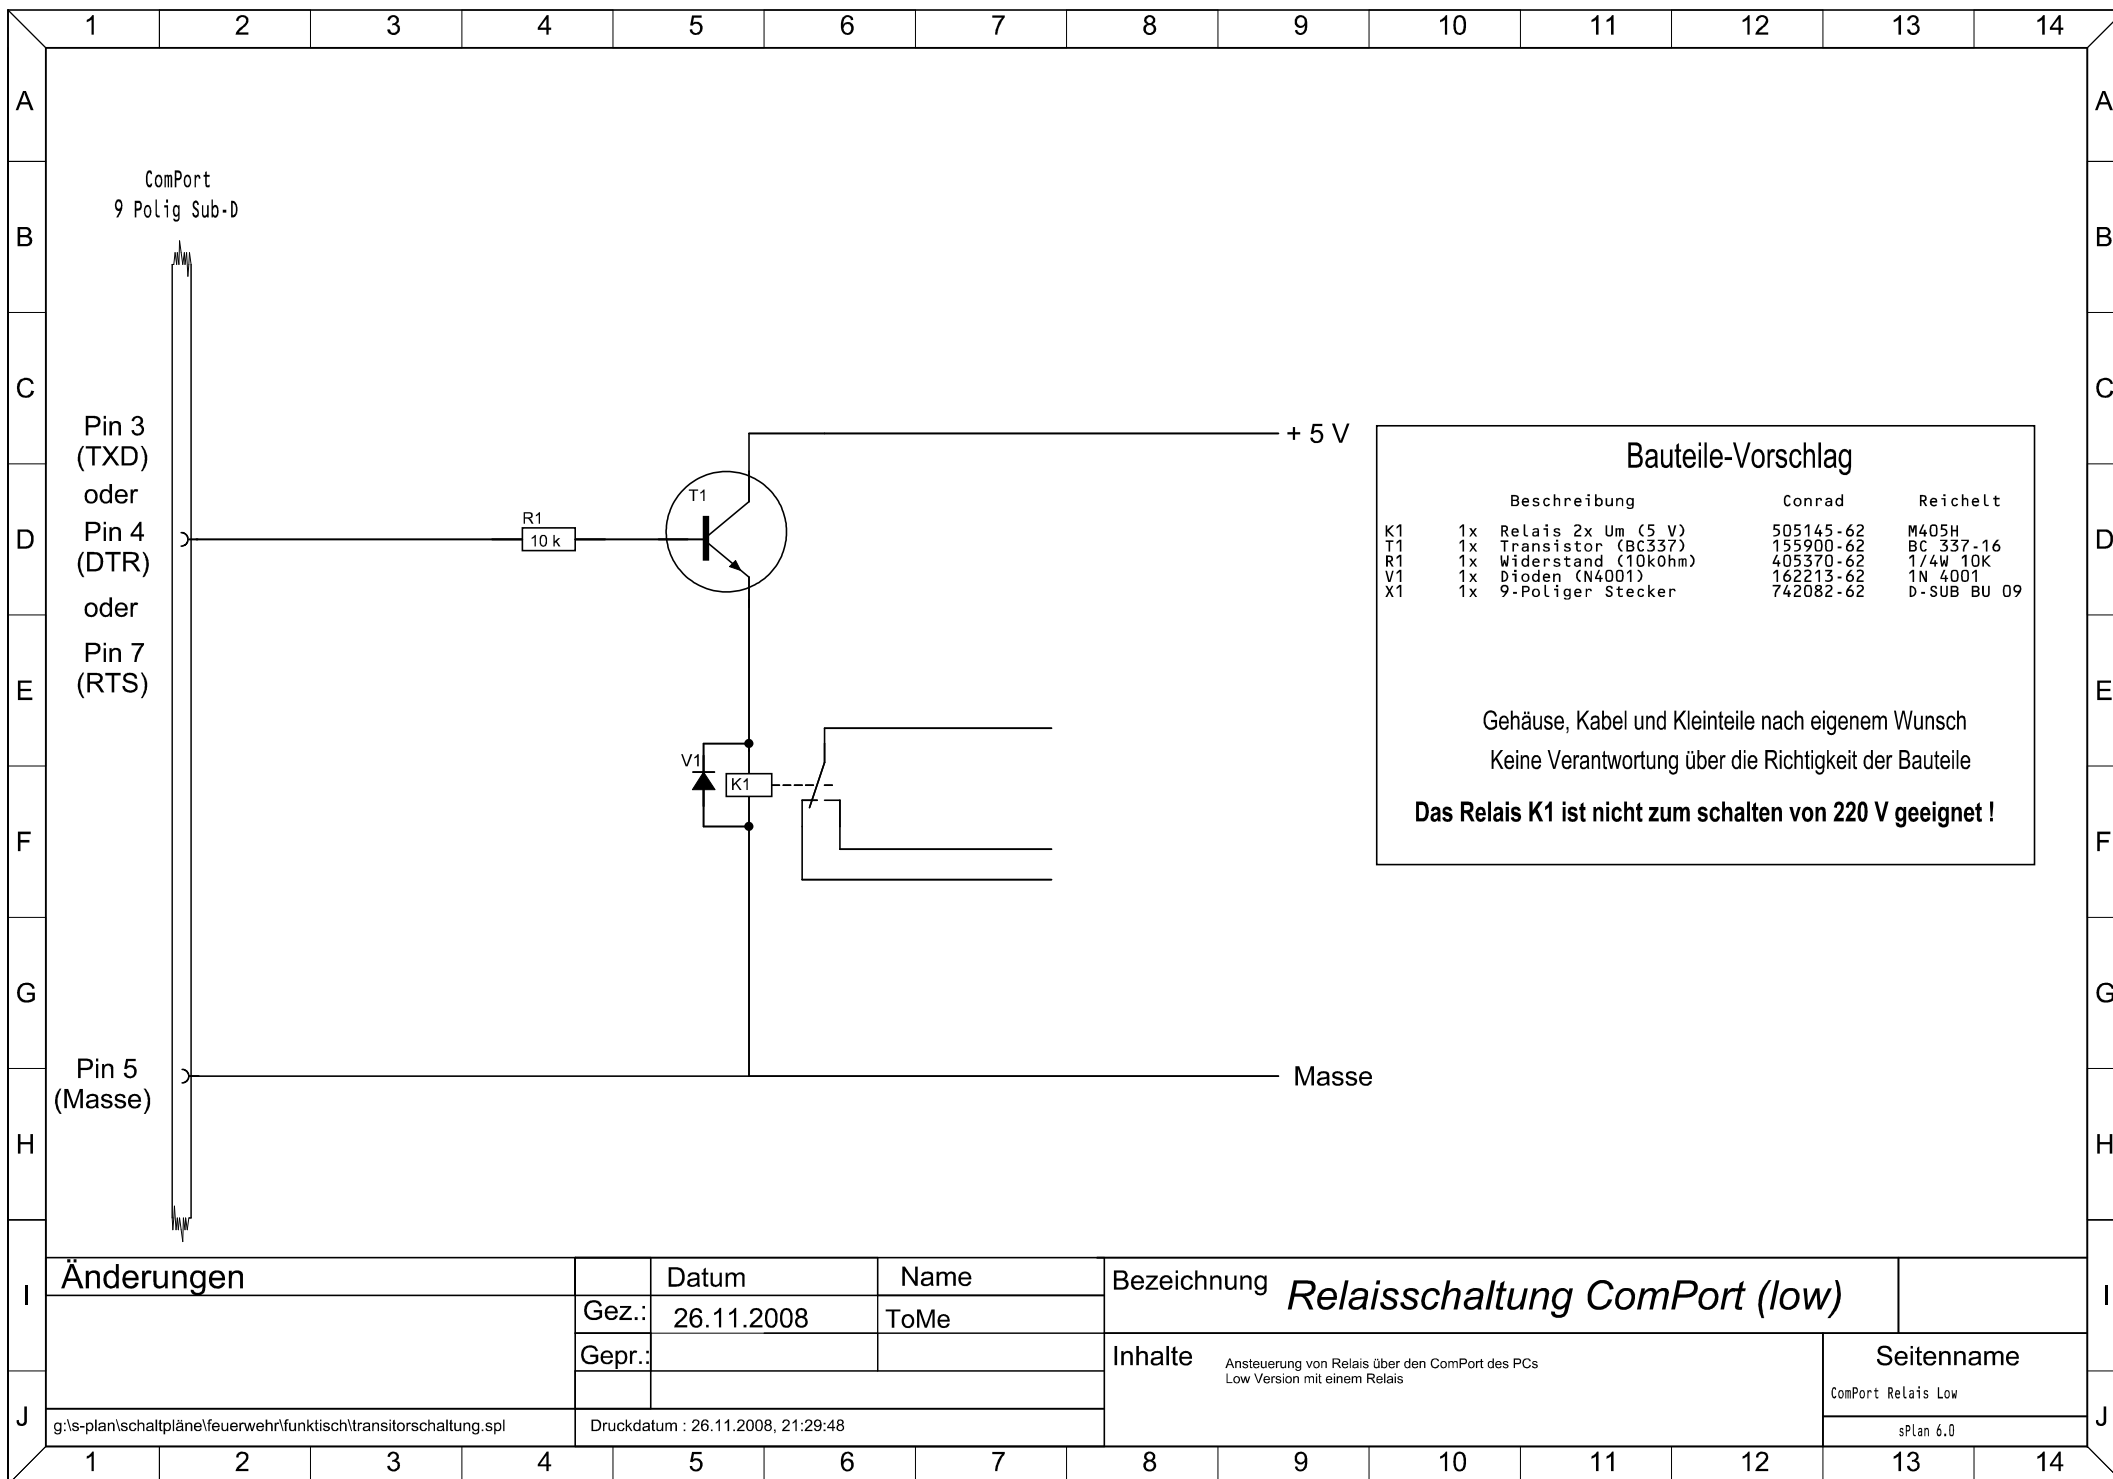 1 2 3 4 5 6 7 8 9 10 11 12 13 14
A A
ComPort
9 Polig Sub-D
B B
C C
Pin 3
(TXD)
oder
Pin 4
(DTR)
oder
Pin 7
(RTS)
+ 5 V
T1
R1
10 k
D D
Bauteile-Vorschlag
Beschreibung Conrad Reichelt
K1 1x Relais 2x Um (5 V) 505145-62 M405H
T1 1x Transistor (BC337) 155900-62 BC 337-16
R1 1x Widerstand (10kOhm) 405370-62 1/4W 10K
V1 1x Dioden (N4001) 162213-62 1N 4001
X1 1x 9-Poliger Stecker 742082-62 D-SUB BU 09
E E
Gehäuse, Kabel und Kleinteile nach eigenem Wunsch
Keine Verantwortung über die Richtigkeit der Bauteile
Das Relais K1 ist nicht zum schalten von 220 V geeignet !
V1
K1
F F
G G
Pin 5
(Masse)
Masse
H H
Änderungen
Datum Name
Gez.: 26.11.2008 ToMe
Gepr.:
Bezeichnung Relaisschaltung ComPort (low)
I I
Inhalte
Ansteuerung von Relais über den ComPort des PCs
Low Version mit einem Relais
Seitenname
ComPort Relais Low
sPlan 6.0
J J
g:\s-plan\schaltpläne\feuerwehr\funktisch\transitorschaltung.spl
Druckdatum : 26.11.2008, 21:29:48
1 2 3 4 5 6 7 8 9 10 11 12 13 14